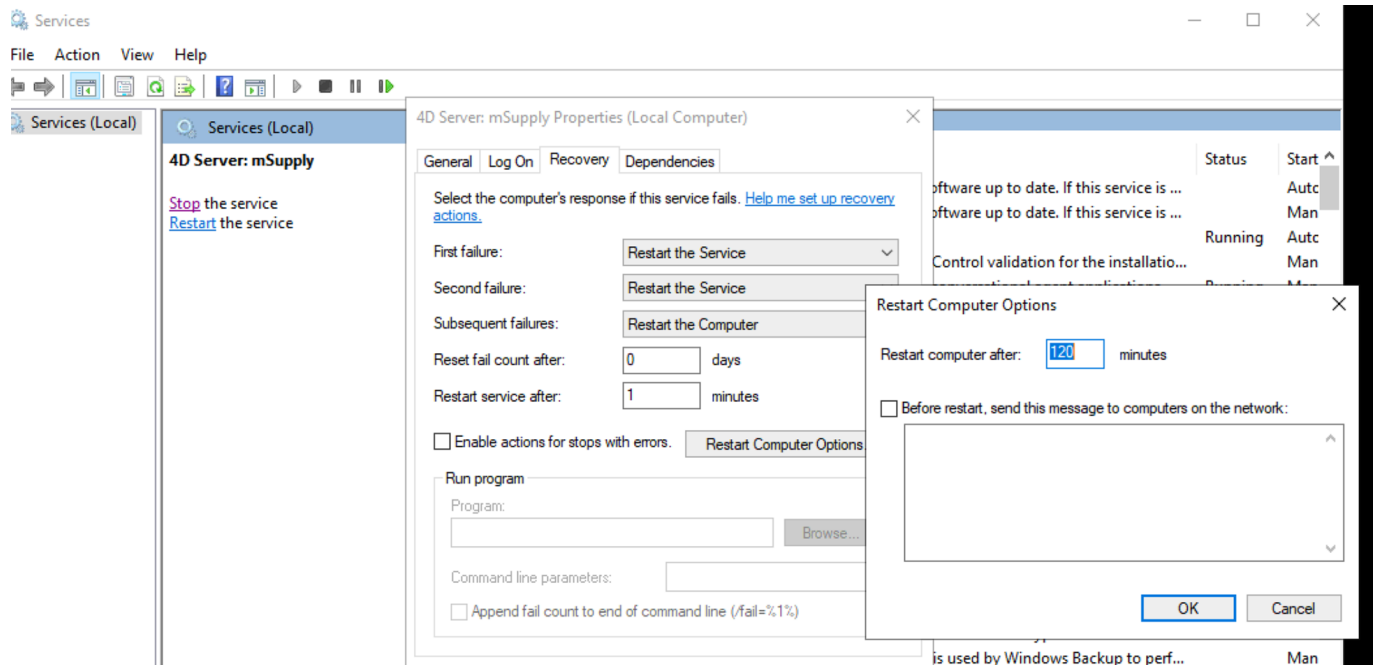 Services
File Action View Help
Services (Local)
Services (Local)
4D Server: mSupply
Stop the service
Restart the service
4D Server: mSupply Properties (Local Computer)
General Log On Recovery Dependencies
Select the computer's response if this service fails. Help me set up recovery
actions.
First failure: Restart the Service
Second failure: Restart the Service
Subsequent failures: Restart the Computer
Reset fail count after: 0 days
Restart service after: 1 minutes
Enable actions for stops with errors. Restart Computer Options
Run program
Program:
Browse...
Command line parameters:
Append fail count to end of command line (/fail=%1%)
Status Start
software up to date. If this service is ... Autc
software up to date. If this service is ... Man
Running Autc
Control validation for the installatio... Man
conversational agent applications. Running Man
Restart Computer Options
Restart computer after: 120 minutes
Before restart, send this message to computers on the network:
OK Cancel
is used by Windows Backup to perf... Man